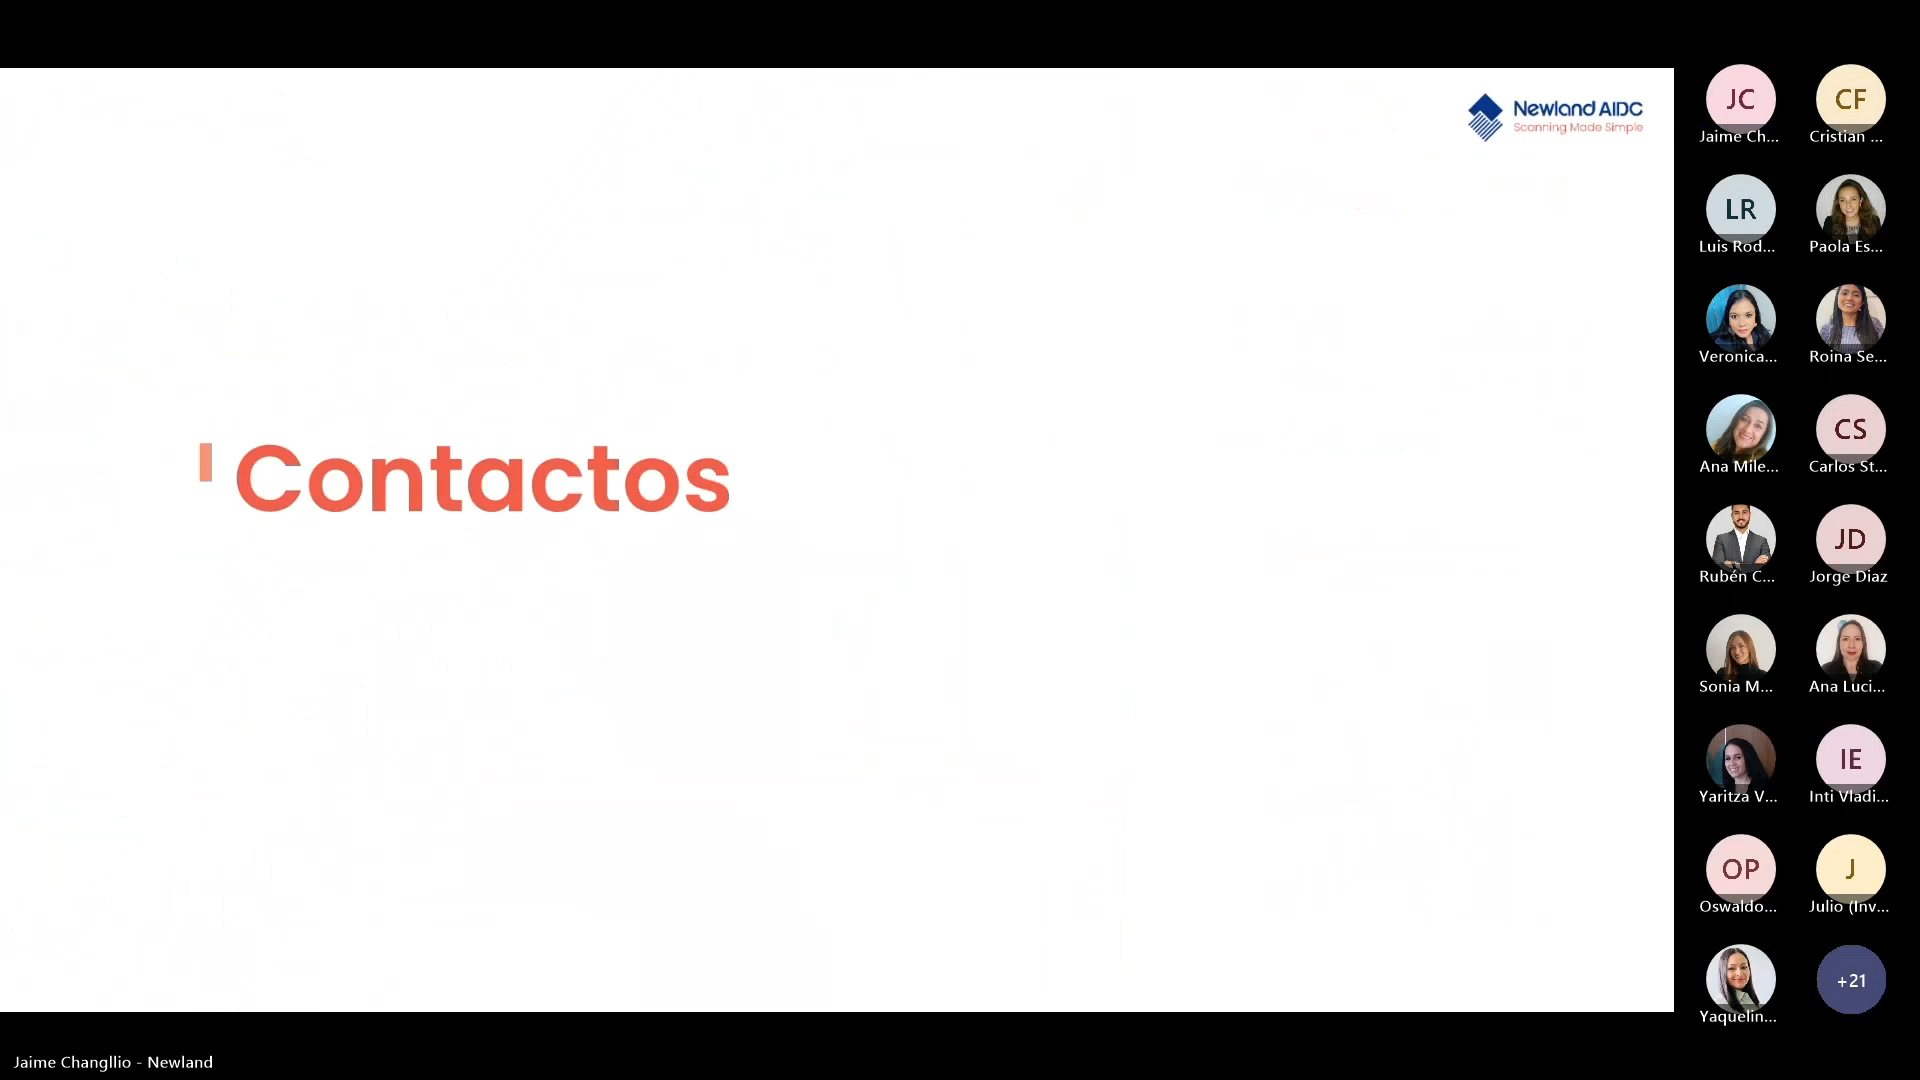 Newland AIDC
Scanning Made Simple
Contactos
JC
Jaime Ch...
CF
Cristian ...
LR
Luis Rod...
Paola Es...
Veronica...
Roina Se...
Ana Mile...
CS
Carlos St...
Rubén C...
JD
Jorge Diaz
Sonia M...
Ana Luci...
Yaritza V...
IE
Inti Vladi...
OP
Oswaldo...
J
Julio (Inv...
Yaquelin...
+21
Jaime Changllio - Newland